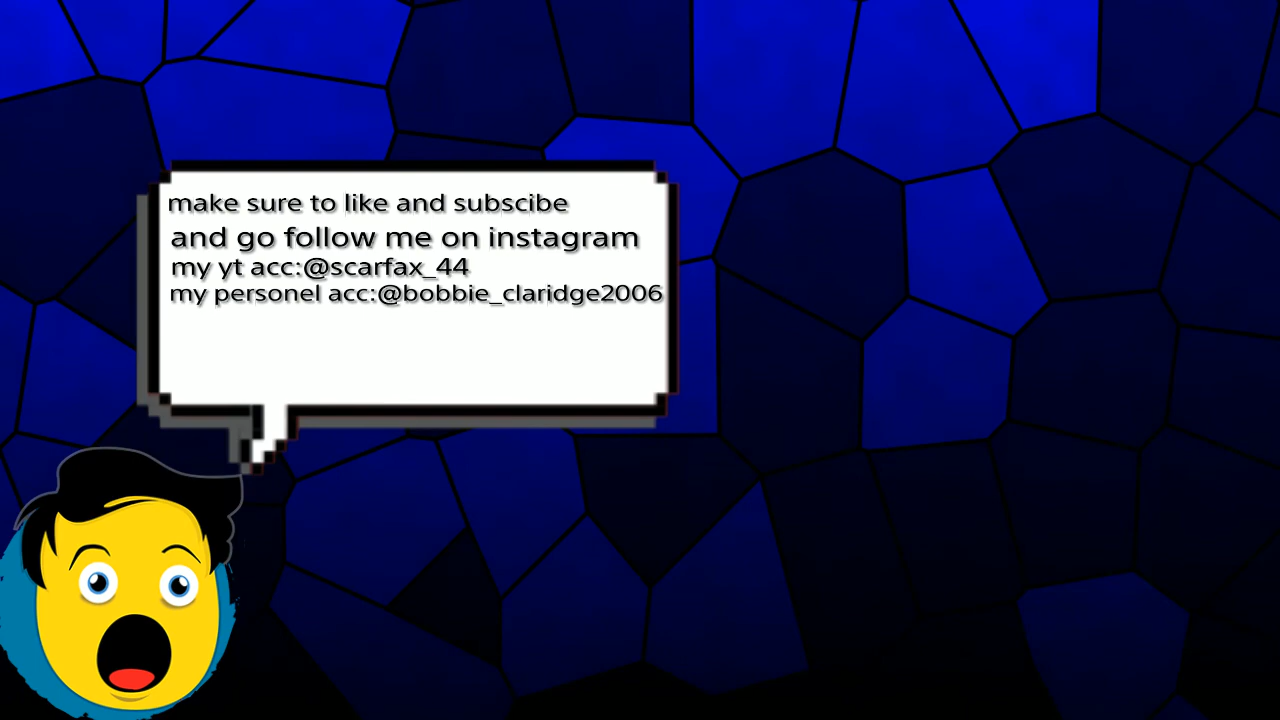 make sure to like and subscibe
and go follow me on instagram
my yt acc:@scarfax_44
my personel acc:@bobbie_claridge2006